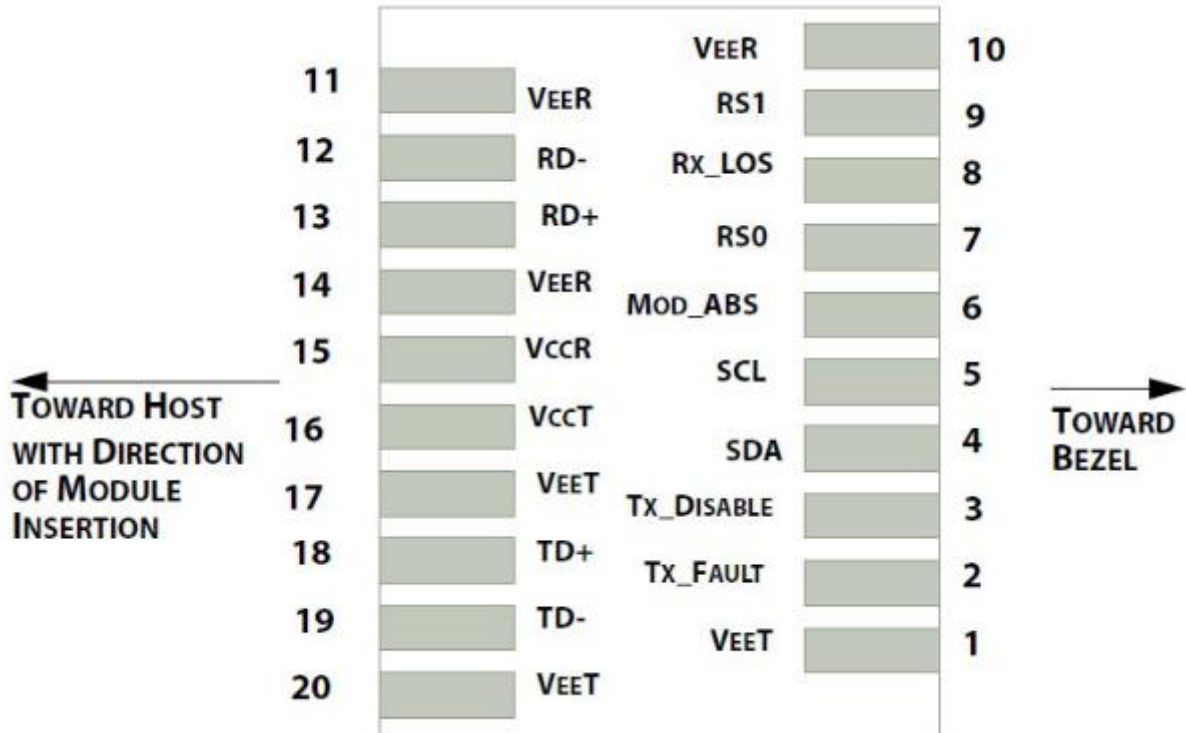 VEER 10
11 VEER
RS1 9
12 RD-
RX_LOS 8
13 RD+
RS0 7
14 VEER
MOD_ABS 6
15 VCCR
SCL 5
16 VCCT
SDA 4
17 VEET
TX_DISABLE 3
18 TD+
TX_FAULT 2
19 TD-
VEET 1
20 VEET
TOWARD HOST
WITH DIRECTION
OF MODULE
INSERTION
TOWARD
BEZEL